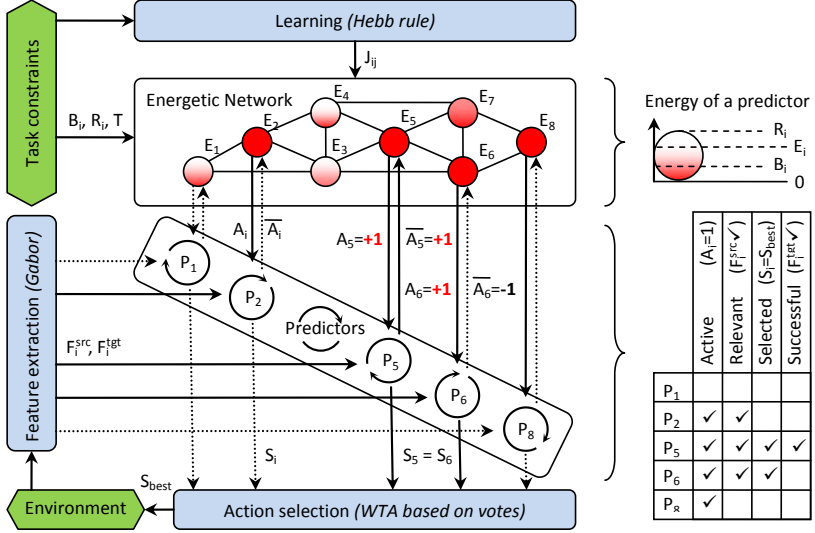 Learning (Hebb rule)
Task constraints
J_ij
B_i, R_i, T
Energetic Network
E_1
E_2
E_3
E_4
E_5
E_6
E_7
E_8
Energy of a predictor
R_i
E_i
B_i
0
A_i
A̅_i
A_5=+1
A̅_5=+1
A_6=+1
A̅_6=-1
Feature extraction (Gabor)
F_i^src, F_i^tgt
P_1
P_2
Predictors
P_5
P_6
P_8
S_i
S_5 = S_6
S_best
Environment
Action selection (WTA based on votes)
Active (A_i=1)
Relevant (F_i^src ✓)
Selected (S_i=S_best)
Successful (F_i^tgt ✓)
P_1
P_2 ✓ ✓
P_5 ✓ ✓ ✓ ✓
P_6 ✓ ✓ ✓
P_8 ✓